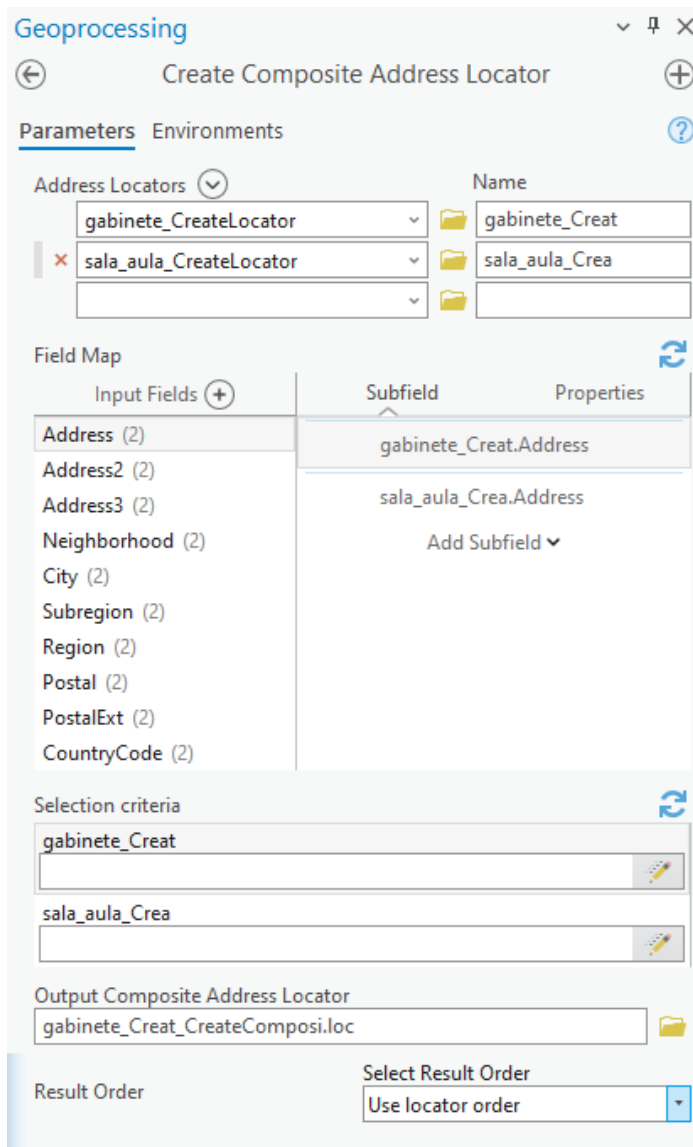 Geoprocessing
Create Composite Address Locator
Parameters Environments
Address Locators Name
gabinete_CreateLocator gabinete_Creat
sala_aula_CreateLocator sala_aula_Crea
Field Map
Input Fields Subfield Properties
Address (2) gabinete_Creat.Address
Address2 (2)
Address3 (2) sala_aula_Crea.Address
Neighborhood (2) Add Subfield
City (2)
Subregion (2)
Region (2)
Postal (2)
PostalExt (2)
CountryCode (2)
Selection criteria
gabinete_Creat
sala_aula_Crea
Output Composite Address Locator
gabinete_Creat_CreateComposi.loc
Select Result Order
Result Order Use locator order